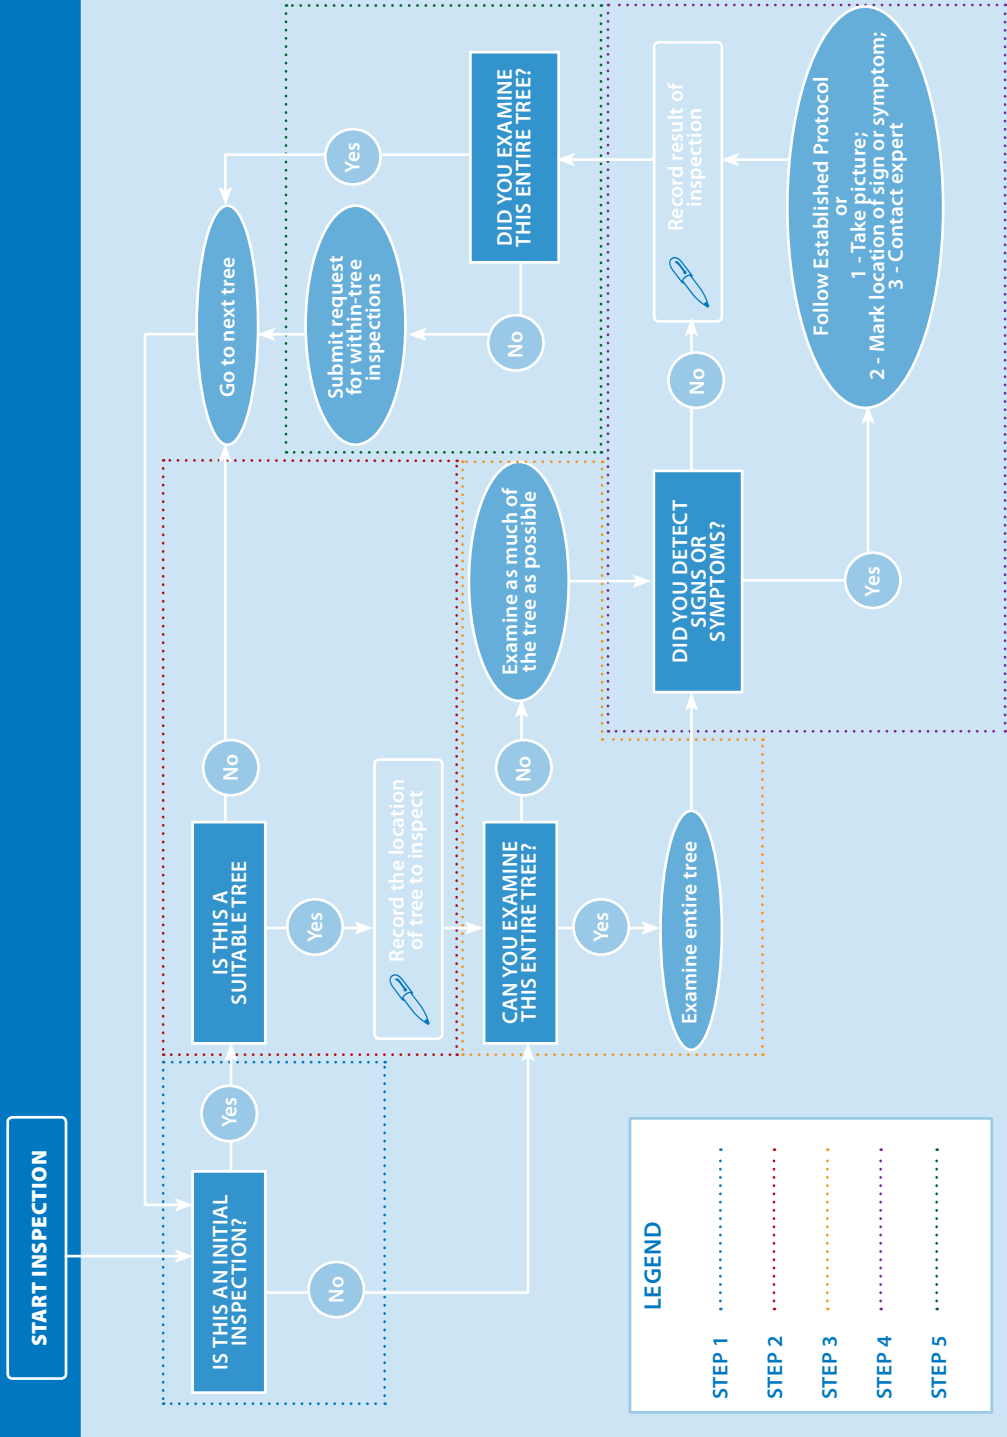 START INSPECTION
IS THIS AN INITIAL
INSPECTION?
Yes
No
IS THIS A
SUITABLE TREE
No
Yes
Record the location
of tree to inspect
CAN YOU EXAMINE
THIS ENTIRE TREE?
No
Yes
Examine as much of
the tree as possible
Examine entire tree
DID YOU DETECT
SIGNS OR
SYMPTOMS?
No
Yes
Follow Established Protocol
or
1 - Take picture;
2 - Mark location of sign or symptom;
3 - Contact expert
Record result of
inspection
DID YOU EXAMINE
THIS ENTIRE TREE?
Yes
No
Submit request
for within-tree
inspections
Go to next tree
LEGEND
STEP 1
STEP 2
STEP 3
STEP 4
STEP 5